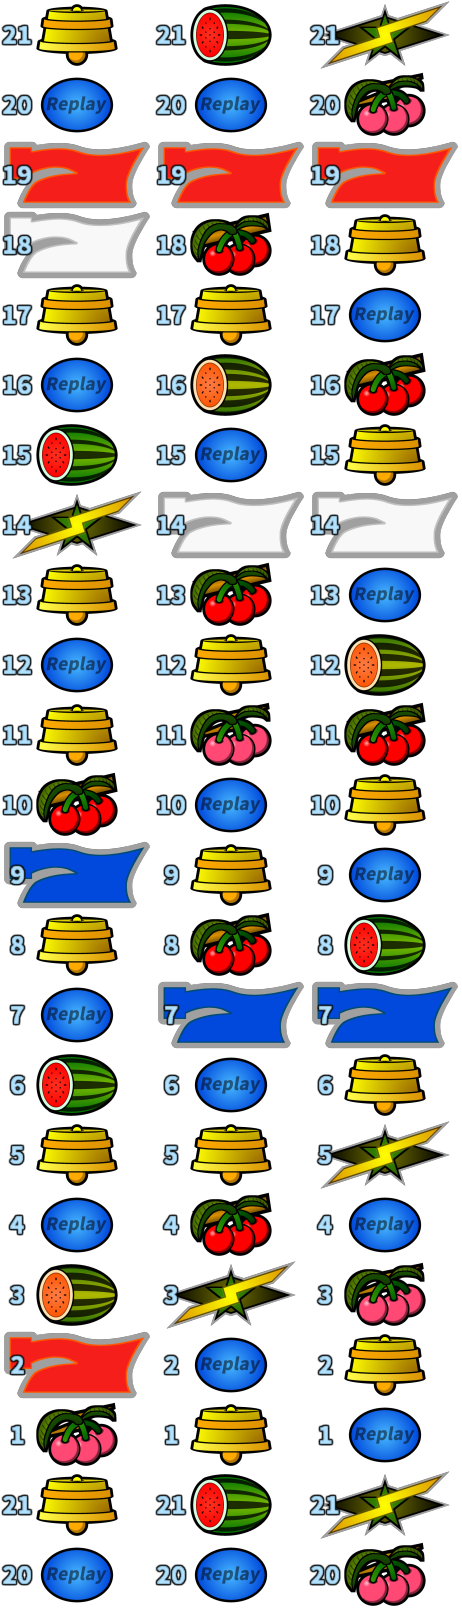 21 21 21
20 Replay 20 Replay 20
19 19 19
18 18 18
17 17 17 Replay
16 Replay 16 16
15 15 Replay 15
14 14 14
13 13 13 Replay
12 Replay 12 12
11 11 11
10 10 Replay 10
9 9 9 Replay
8 8 8
7 Replay 7 7
6 6 Replay 6
5 5 5
4 Replay 4 4 Replay
3 3 3
2 2 Replay 2
1 1 1 Replay
21 21 21
20 Replay 20 Replay 20